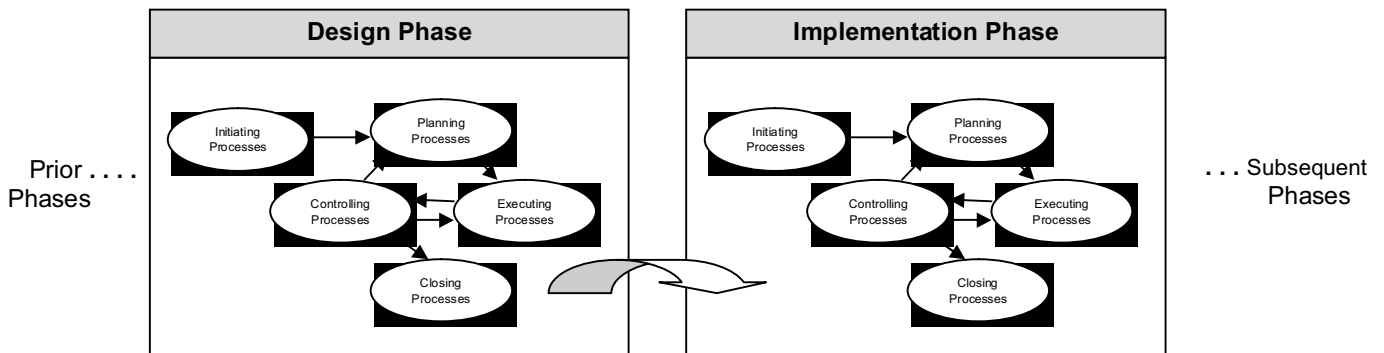 Design Phase
Initiating
Processes
Planning
Processes
Controlling
Processes
Executing
Processes
Closing
Processes
Prior . . . .
Phases
Implementation Phase
Initiating
Processes
Planning
Processes
Controlling
Processes
Executing
Processes
Closing
Processes
. . . Subsequent
Phases